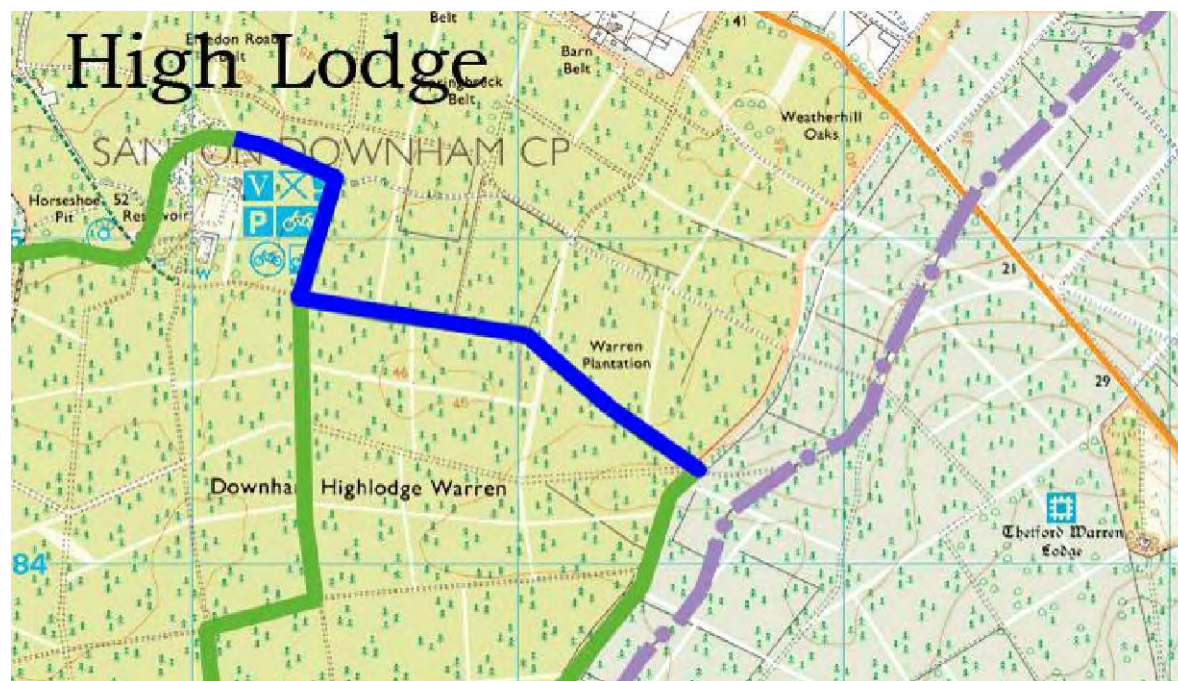 High Lodge
Belt
41
Barn
Belt
Belt
Weatherhill
Oaks
SANTON DOWNHAM CP
V
P
Horseshoe
Pit
52
Reservoir
W
21
Warren
Plantation
46
45
29
Highlodge Warren
Thetford Warren
Lodge
84